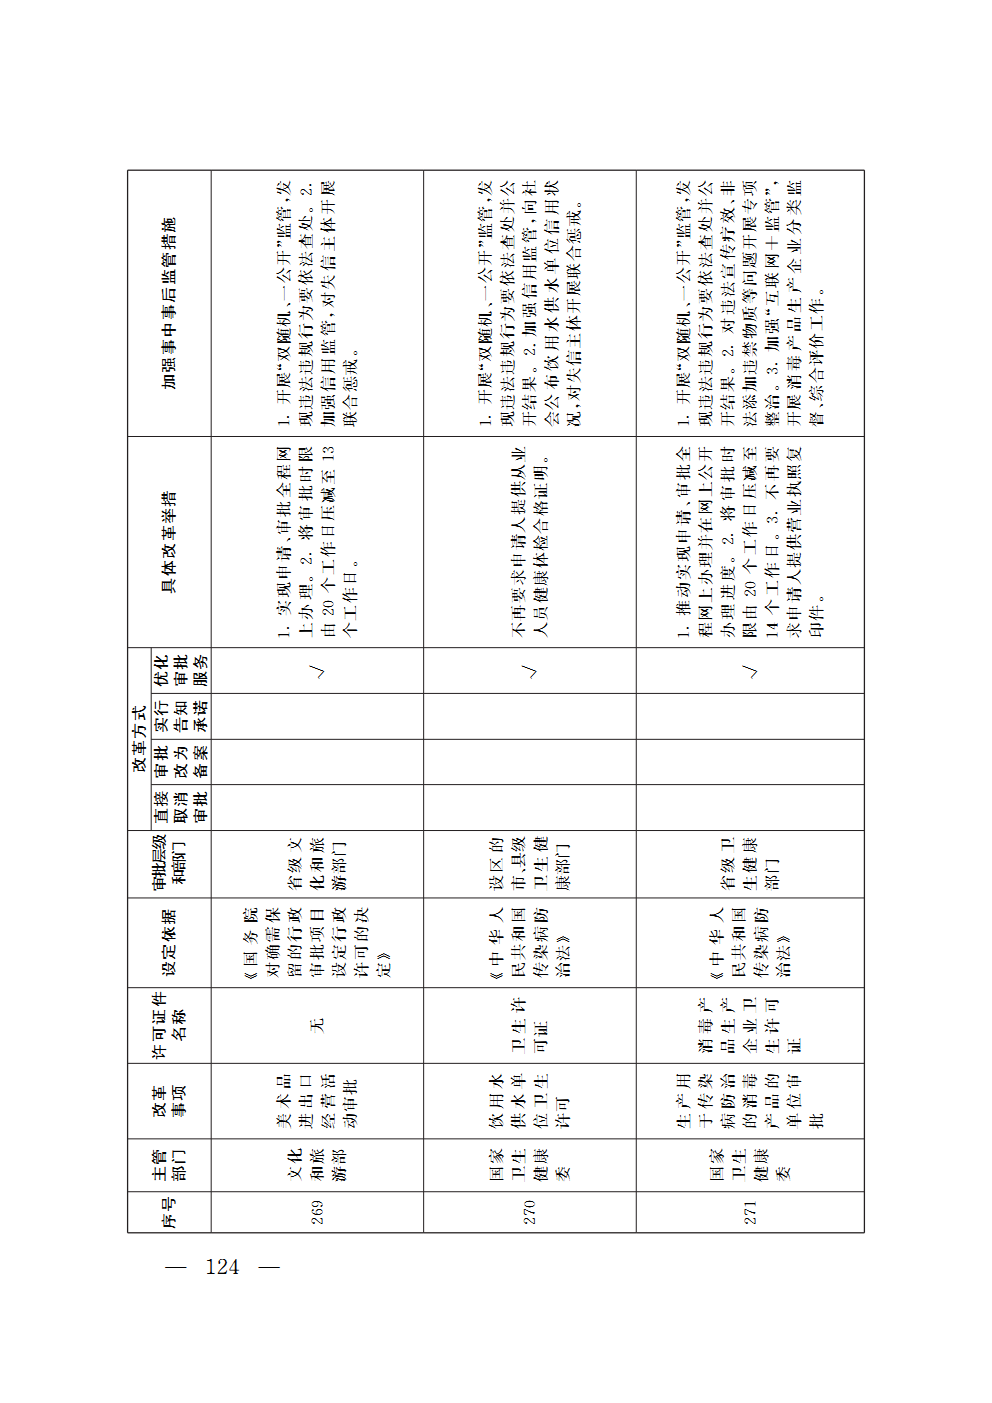 序号
主管
部门
改革
事项
许可证件
名称
设定依据
审批层级
和部门
改革方式
直接
取消
审批
审批
改为
备案
实行
告知
承诺
优化
审批
服务
具体改革举措
加强事中事后监管措施
269
文化
和旅
游部
美术品
进出口
经营活
动审批
无
《国务院
对确需保
留的行政
审批项目
设定行政
许可的决
定》
省级文
化和旅
游部门
√
1. 实现申请、审批全程网
上办理。2. 将审批时限
由 20 个工作日压减至 13
个工作日。
1. 开展“双随机、一公开”监管,发
现违法违规行为要依法查处。2.
加强信用监管,对失信主体开展
联合惩戒。
270
国家
卫生
健康
委
饮用水
供水单
位卫生
许可
卫生许
可证
《中华人
民共和国
传染病防
治法》
设区的
市、县级
卫生健
康部门
√
不再要求申请人提供从业
人员健康体检合格证明。
1. 开展“双随机、一公开”监管,发
现违法违规行为要依法查处并公
开结果。2. 加强信用监管,向社
会公布饮用水供水单位信用状
况,对失信主体开展联合惩戒。
271
国家
卫生
健康
委
生产用
于传染
病防治
的消毒
产品的
单位审
批
消毒产
品生产
企业卫
生许可
证
《中华人
民共和国
传染病防
治法》
省级卫
生健康
部门
√
1. 推动实现申请、审批全
程网上办理并在网上公开
办理进度。2. 将审批时
限由 20 个工作日压减至
14 个工作日。3. 不再要
求申请人提供营业执照复
印件。
1. 开展“双随机、一公开”监管,发
现违法违规行为要依法查处并公
开结果。2. 对违法宣传疗效、非
法添加违禁物质等问题开展专项
整治。3. 加强“互联网＋监管”,
开展消毒产品生产企业分类监
督、综合评价工作。
— 124 —